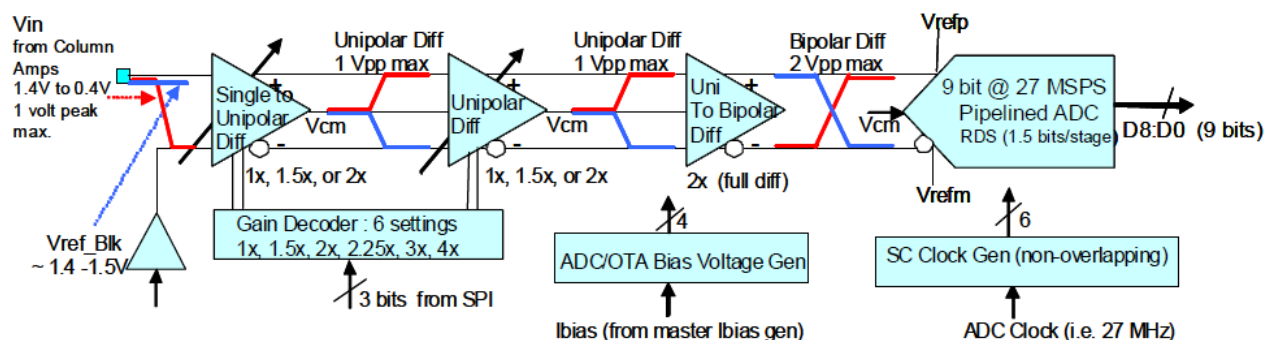 Vin
from Column
Amps
1.4V to 0.4V
1 volt peak
max.
Single to
Unipolar
Diff
+
-
1x, 1.5x, or 2x
Unipolar Diff
1 Vpp max
Vcm
Unipolar
Diff
+
-
1x, 1.5x, or 2x
Unipolar Diff
1 Vpp max
Vcm
Uni
To Bipolar
Diff
+
-
2x (full diff)
Bipolar Diff
2 Vpp max
Vcm
Vrefp
9 bit @ 27 MSPS
Pipelined ADC
RDS (1.5 bits/stage)
Vrefm
D8:D0 (9 bits)
Vref_Blk
~ 1.4 -1.5V
Gain Decoder : 6 settings
1x, 1.5x, 2x, 2.25x, 3x, 4x
3 bits from SPI
4
ADC/OTA Bias Voltage Gen
Ibias (from master Ibias gen)
6
SC Clock Gen (non-overlapping)
ADC Clock (i.e. 27 MHz)